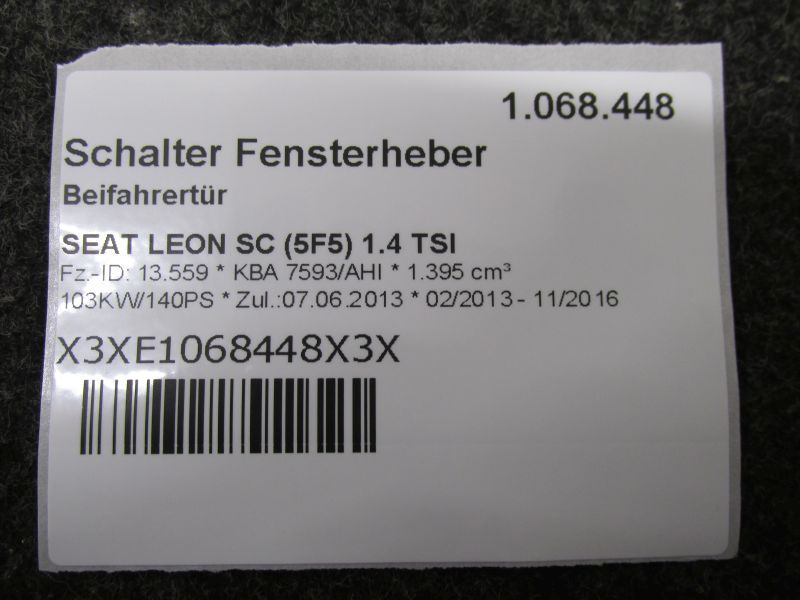 1.068.448
Schalter Fensterheber
Beifahrertür
SEAT LEON SC (5F5) 1.4 TSI
Fz.-ID: 13.559 * KBA 7593/AHI * 1.395 cm³
103KW/140PS * Zul.:07.06.2013 * 02/2013- 11/2016
X3XE1068448X3X